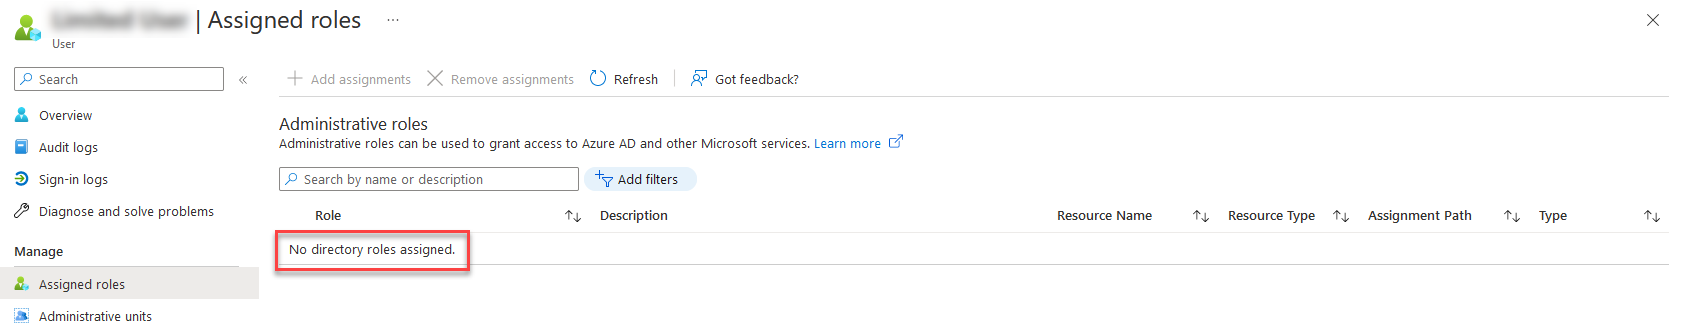 | Assigned roles ...
User
Search «
Overview
Audit logs
Sign-in logs
Diagnose and solve problems
Manage
Assigned roles
Administrative units
Add assignments Remove assignments Refresh Got feedback?
Administrative roles
Administrative roles can be used to grant access to Azure AD and other Microsoft services. Learn more
Search by name or description Add filters
Role Description Resource Name Resource Type Assignment Path Type
No directory roles assigned.